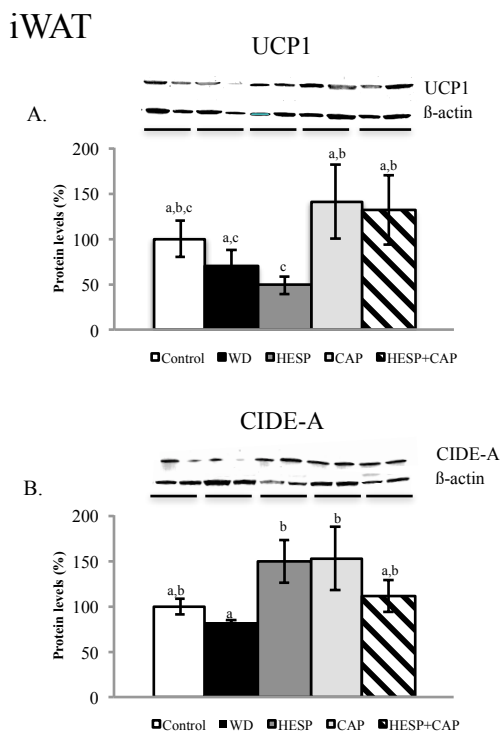 iWAT
UCP1
UCP1
ß-actin
A.
Protein levels (%)
200
150
100
50
0
a,b,c
a,c
c
a,b
a,b
Control WD HESP CAP HESP+CAP
CIDE-A
CIDE-A
ß-actin
B.
Protein levels (%)
200
150
100
50
0
a,b
a
b
b
a,b
Control WD HESP CAP HESP+CAP